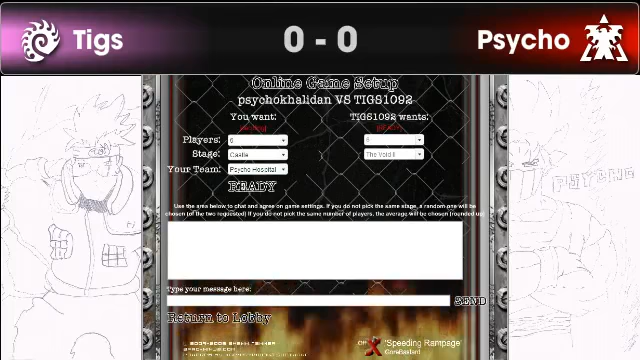 Tigs 0 - 0 Psycho
Online Game Setup
psychokhalidan VS TIGS1092
You want: TIGS1092 wants:
Players: 6
Stage: Castle The Void II
Your Team: Psycho Hospital
READY
Use the area below to chat and agree on game settings. If you do not pick the same stage, a random one will be
chosen (of the two requested) If you do not pick the same number of players, the average will be chosen (rounded up)
Type your message here:
SEND
Return to Lobby
'Speeding Rampage'
PSYCHO